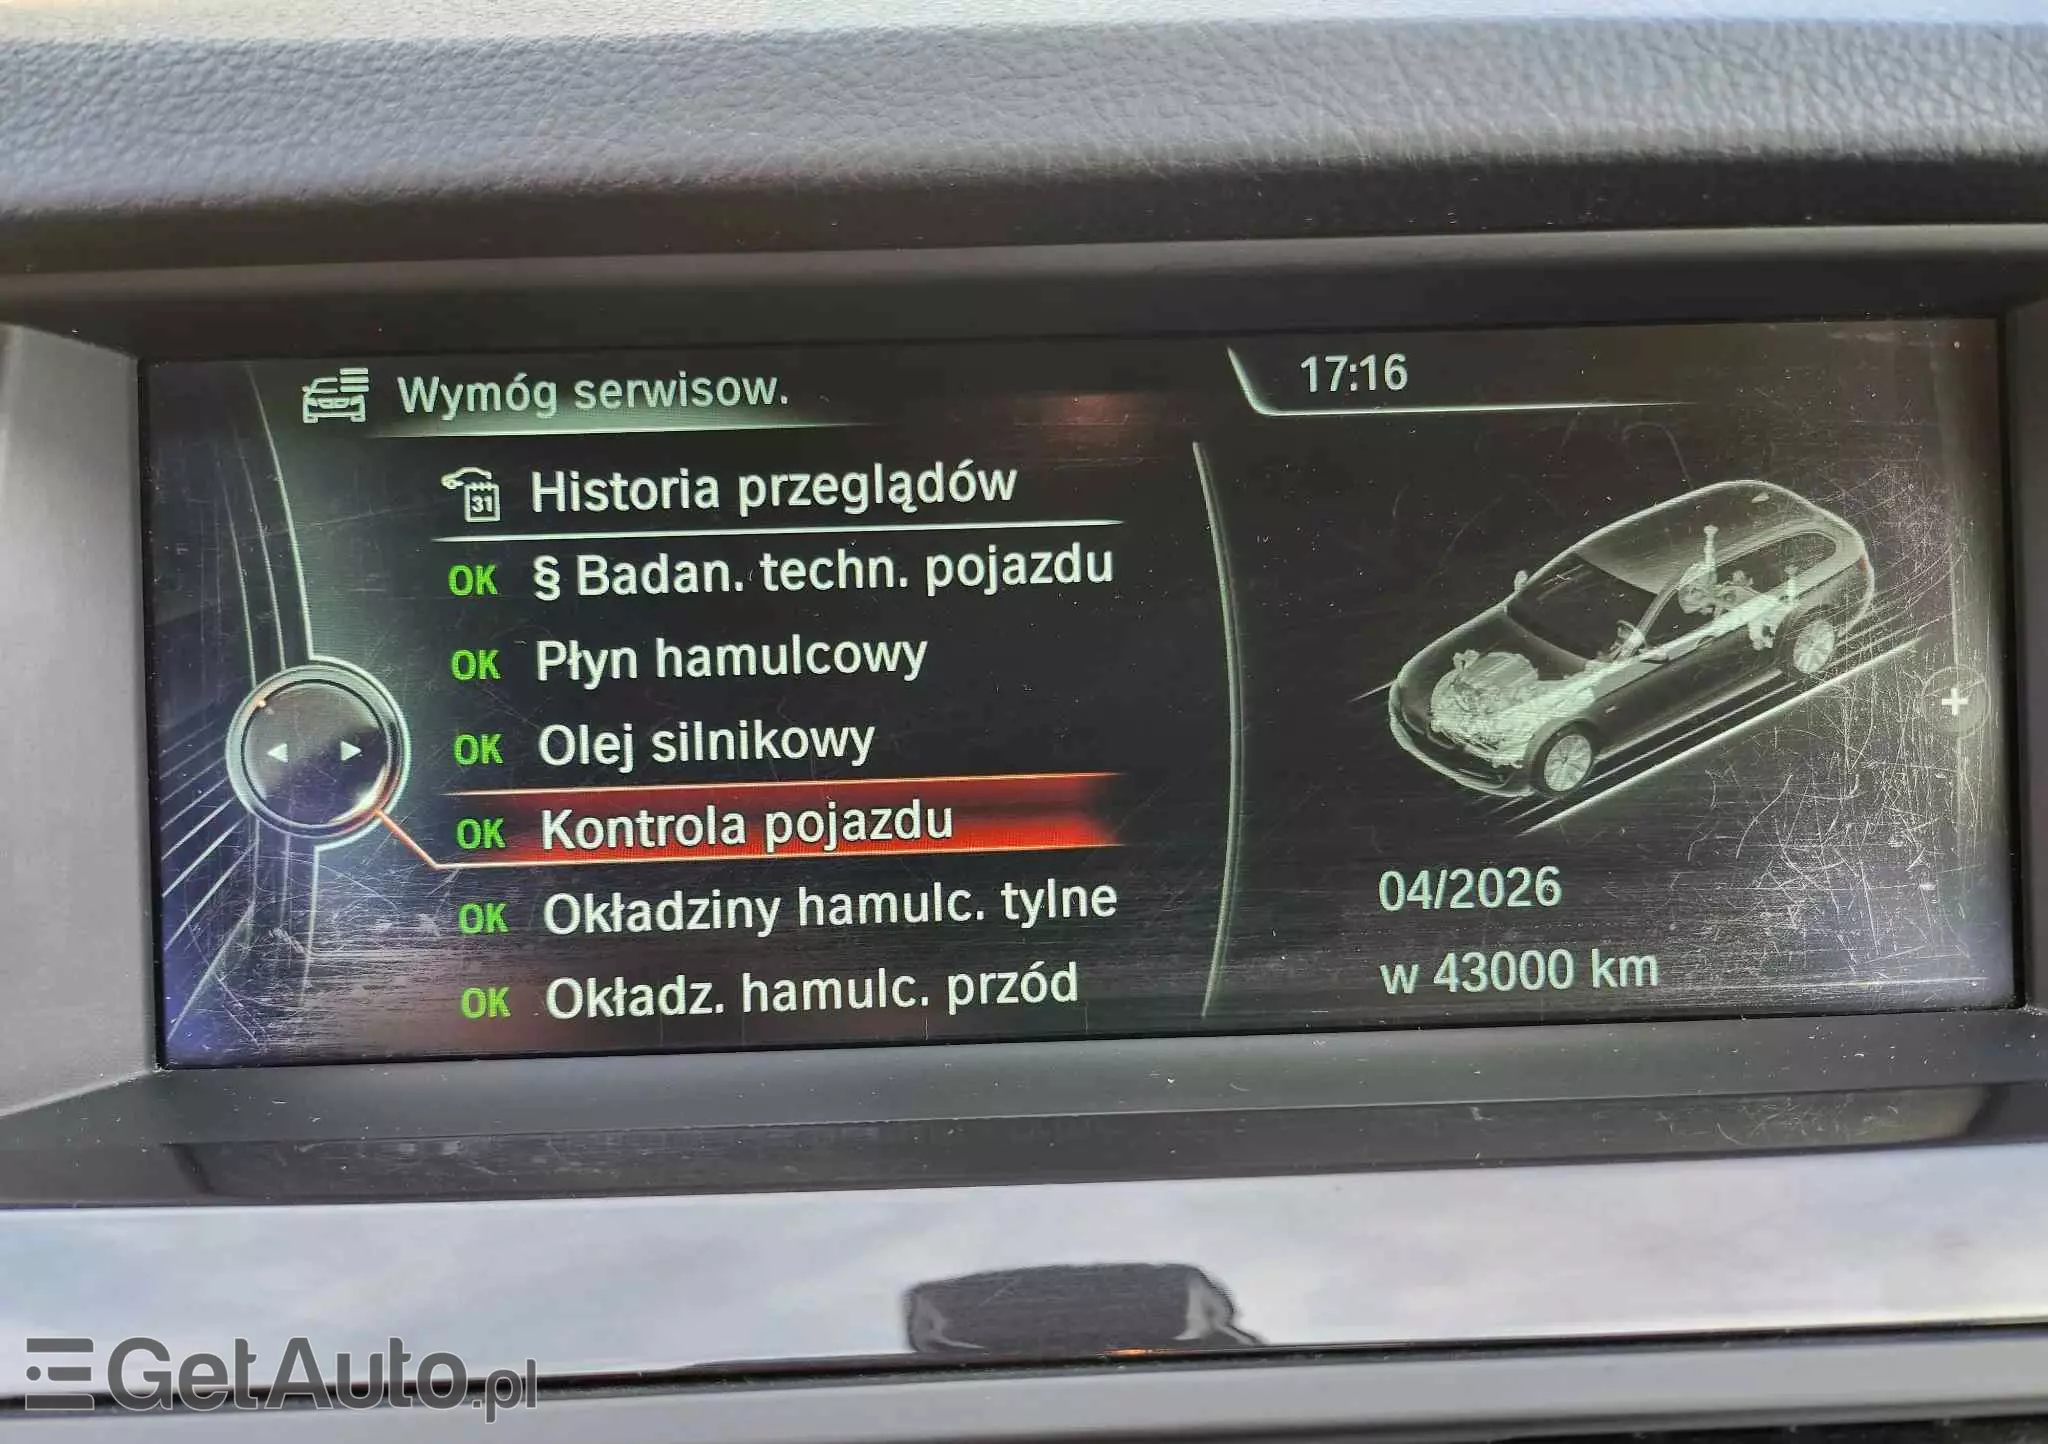 Wymóg serwisow.
17:16
31
Historia przeglądów
OK § Badan. techn. pojazdu
OK Płyn hamulcowy
OK Olej silnikowy
OK Kontrola pojazdu
OK Okładziny hamulc. tylne
OK Okładz. hamulc. przód
+
04/2026
w 43000 km
GetAuto.pl